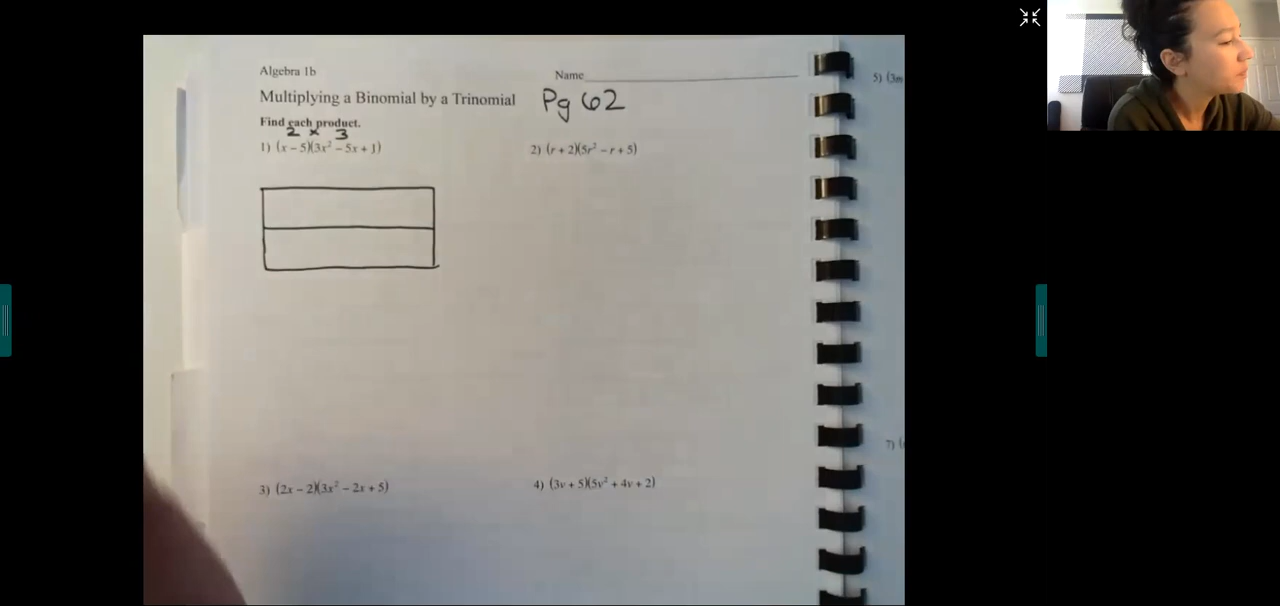 Algebra 1b
Name
Multiplying a Binomial by a Trinomial
Pg 62
Find each product.
2 x 3
1) (x − 5)(3x² − 5x + 1)
2) (r + 2)(5r² − r + 5)
3) (2x − 2)(3x² − 2x + 5)
4) (3v + 5)(5v² + 4v + 2)
5) (3m
7) (